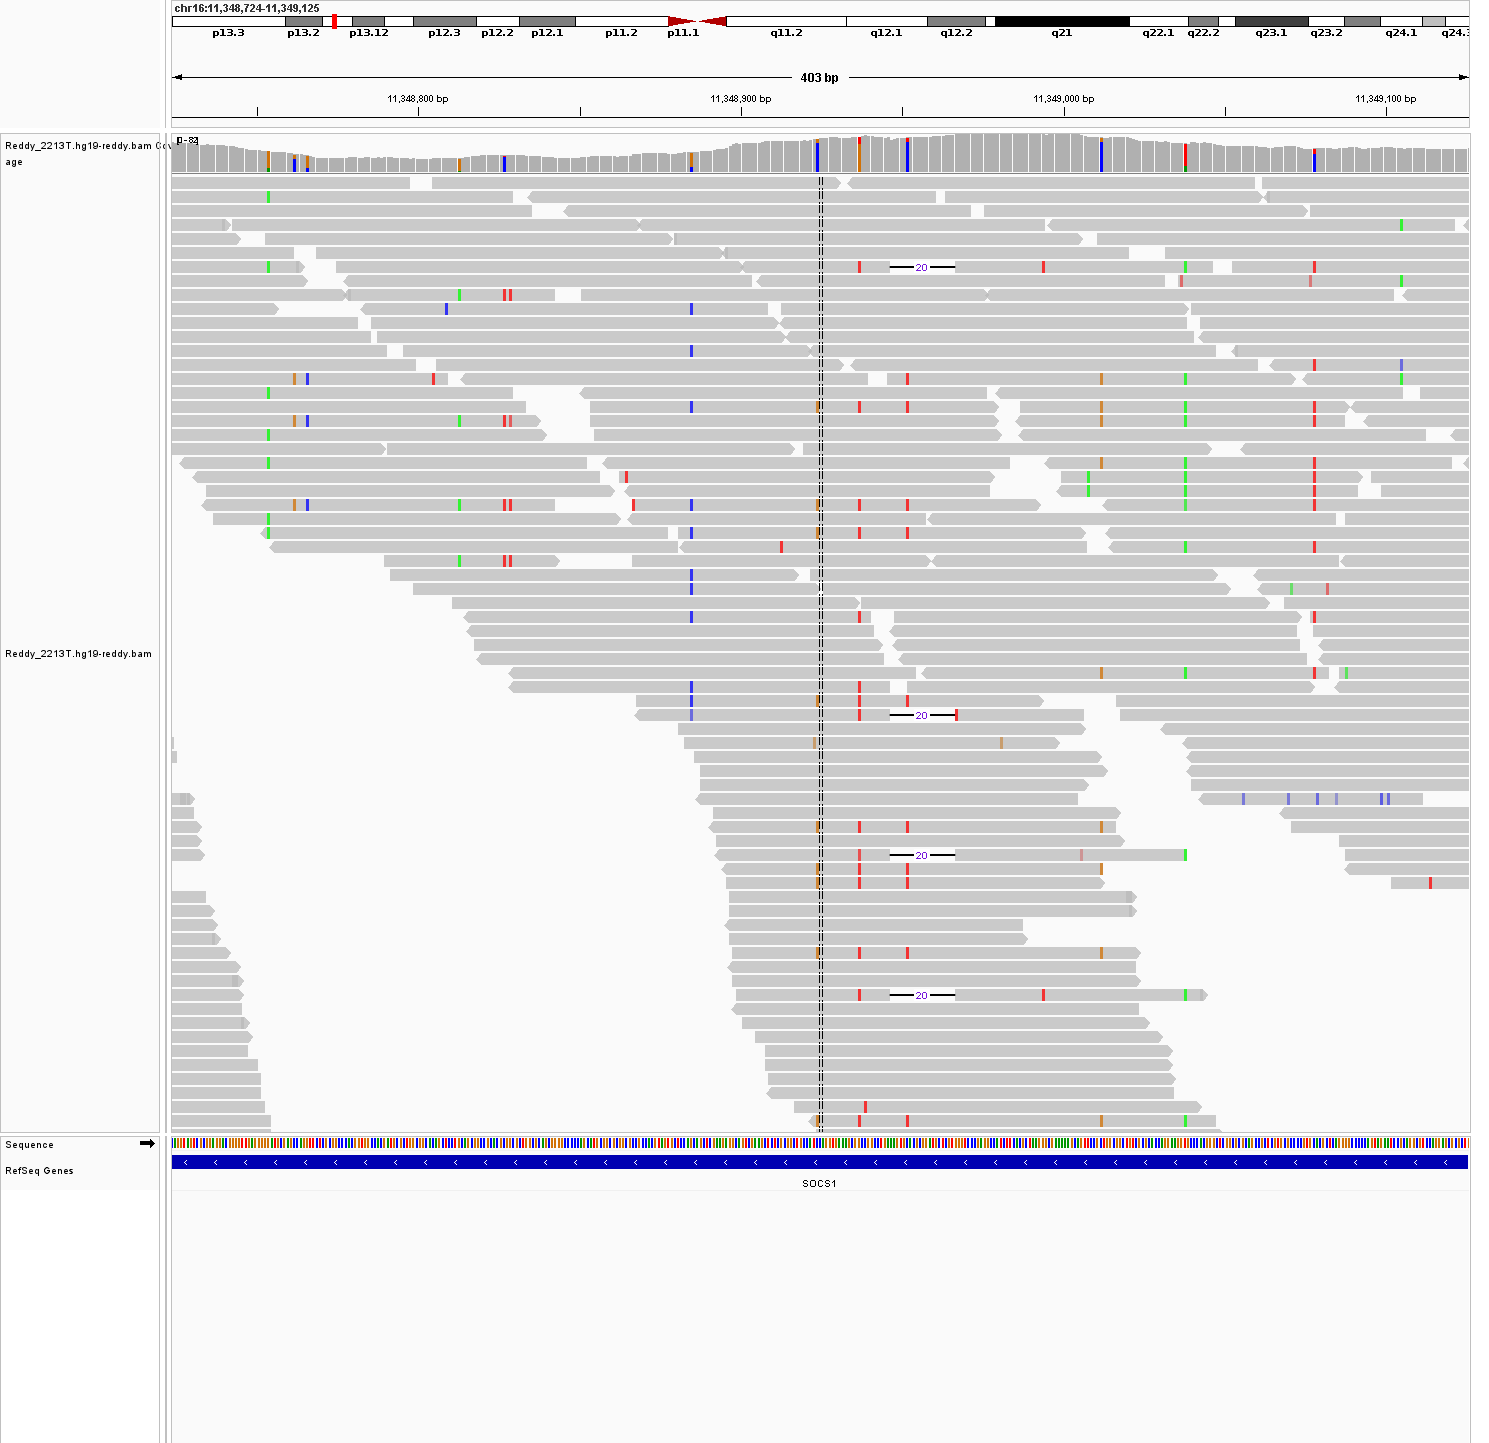 chr16:11,348,724-11,349,125
p13.3 p13.2 p13.12 p12.3 p12.2 p12.1 p11.2 p11.1 q11.2 q12.1 q12.2 q21 q22.1 q22.2 q23.1 q23.2 q24.1
403 bp
11,348,800 bp 11,348,900 bp 11,349,000 bp 11,349,100 bp
Reddy_2213T.hg19-reddy.bam
age
20
Reddy_2213T.hg19-reddy.bam
20
20
20
Sequence
RefSeq Genes
SOCS1